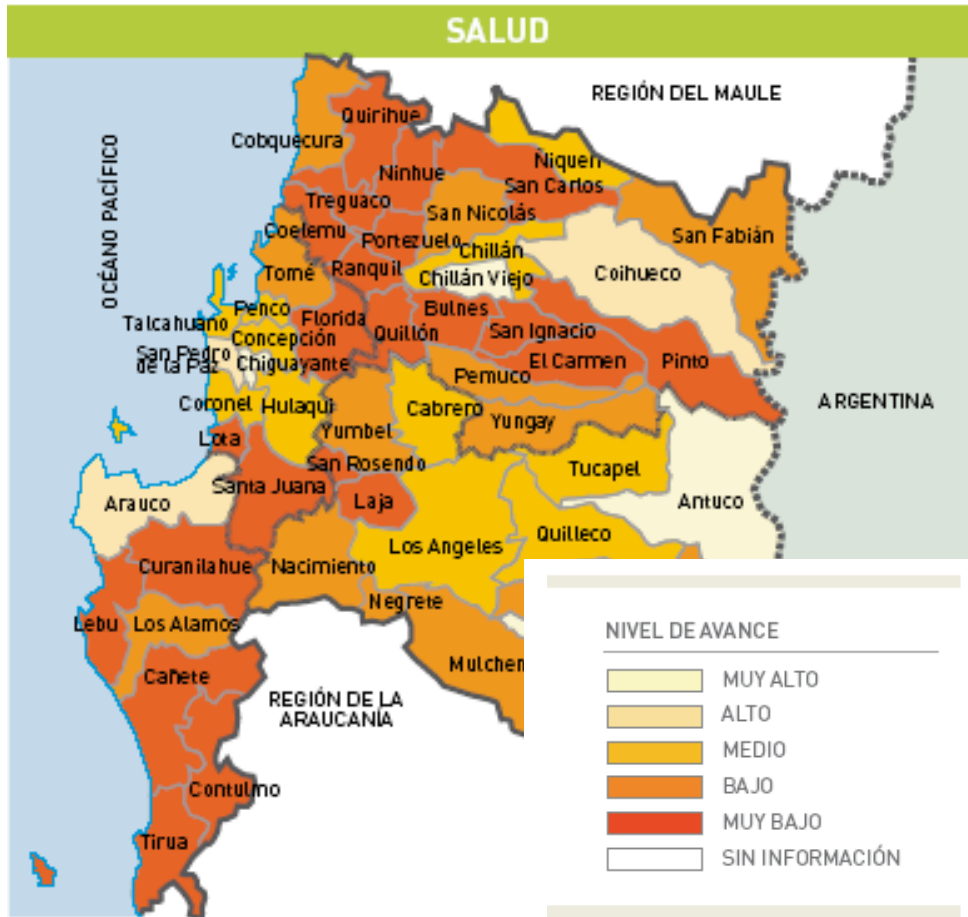 SALUD
REGIÓN DEL MAULE
Quirihue
Cobquecura
OCÉANO PACÍFICO
Ninhue
Ñiquen
San Carlos
Treguaco
San Nicolás
Coelemu
Portezuelo
San Fabián
Chillán
Tomé
Ranquil
Chillán Viejo
Coihueco
Penco
Talcahuano
Florida
Bulnes
Concepción
Quillón
San Ignacio
San Pedro
de la Paz
Chiguayante
El Carmen
Pinto
Pemuco
ARGENTINA
Coronel
Hulaqui
Cabrero
Yungay
Yumbel
Lota
San Rosendo
Tucapel
Santa Juana
Laja
Antuco
Arauco
Quilleco
Los Angeles
Curanilahue
Nacimiento
Negrete
Lebu
Los Alamos
Mulchen
Cañete
REGIÓN DE LA
ARAUCANÍA
Contulmo
Tirua
NIVEL DE AVANCE
MUY ALTO
ALTO
MEDIO
BAJO
MUY BAJO
SIN INFORMACIÓN